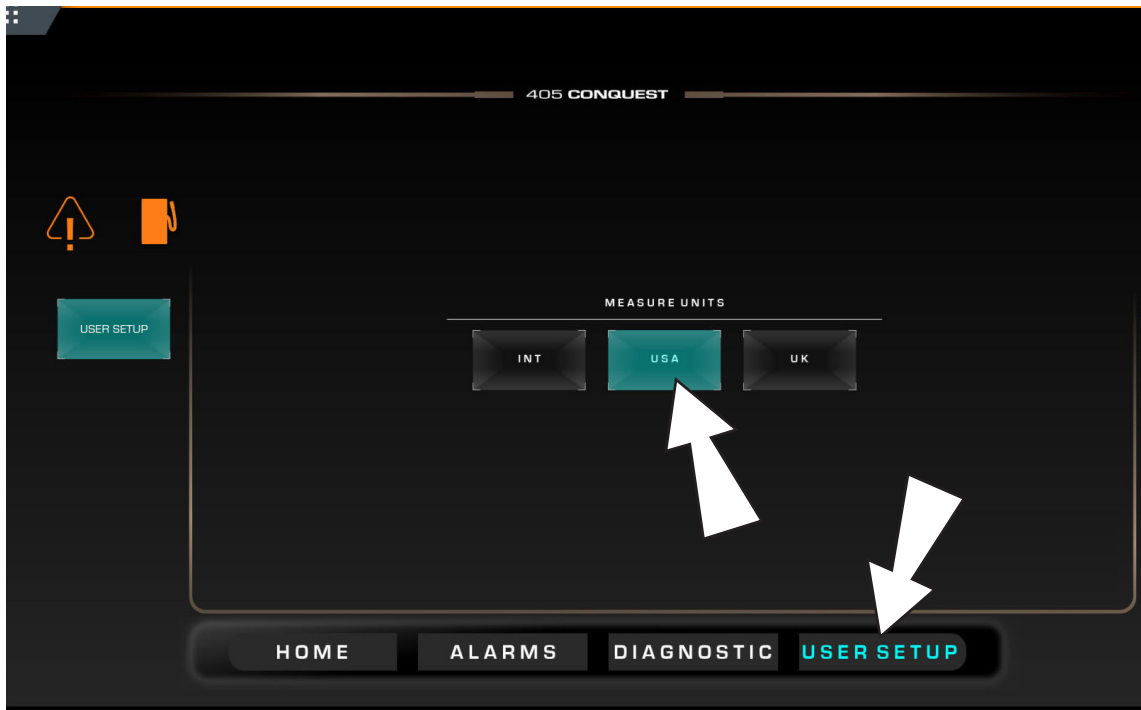 405 CONQUEST
USER SETUP
MEASURE UNITS
INT USA UK
HOME ALARMS DIAGNOSTIC USER SETUP